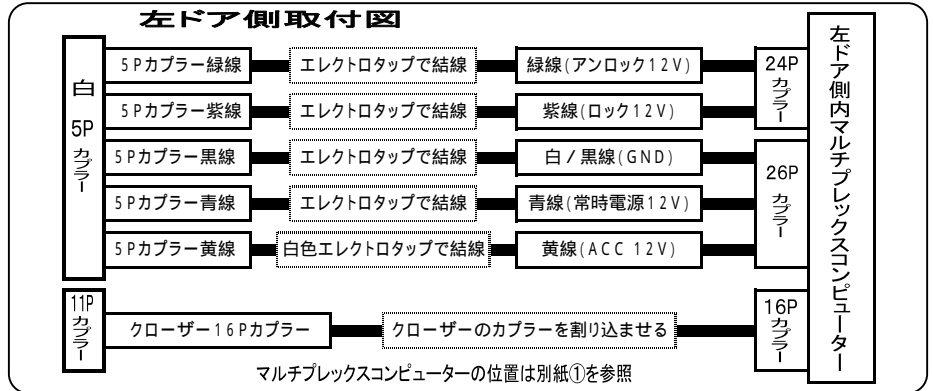 左ドア側取付図
白
5P
カプラー
5Pカプラー緑線
エレクトロタップで結線
緑線(アンロック12V)
5Pカプラー紫線
エレクトロタップで結線
紫線(ロック12V)
24P
カプラー
5Pカプラー黒線
エレクトロタップで結線
白/黒線(GND)
5Pカプラー青線
エレクトロタップで結線
青線(常時電源12V)
5Pカプラー黄線
白色エレクトロタップで結線
黄線(ACC 12V)
26P
カプラー
11P
カプラー
クローザー16Pカプラー
クローザーのカプラーを割り込ませる
16P
カプラー
左ドア側内マルチプレックスコンピューター
マルチプレックスコンピューターの位置は別紙①を参照